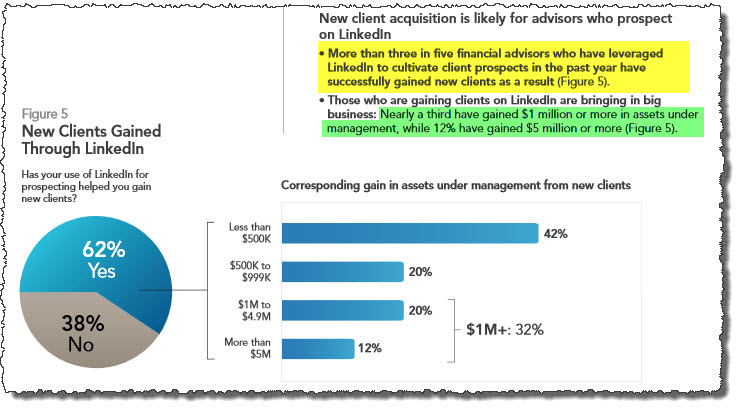 New client acquisition is likely for advisors who prospect
on LinkedIn
• More than three in five financial advisors who have leveraged
LinkedIn to cultivate client prospects in the past year have
successfully gained new clients as a result (Figure 5).
• Those who are gaining clients on LinkedIn are bringing in big
business: Nearly a third have gained $1 million or more in assets under
management, while 12% have gained $5 million or more (Figure 5).
Figure 5
New Clients Gained
Through LinkedIn
Has your use of LinkedIn for
prospecting helped you gain
new clients?
62%
Yes
38%
No
Corresponding gain in assets under management from new clients
Less than
$500K
42%
$500K to
$999K
20%
$1M to
$4.9M
20%
More than
$5M
12%
$1M+: 32%